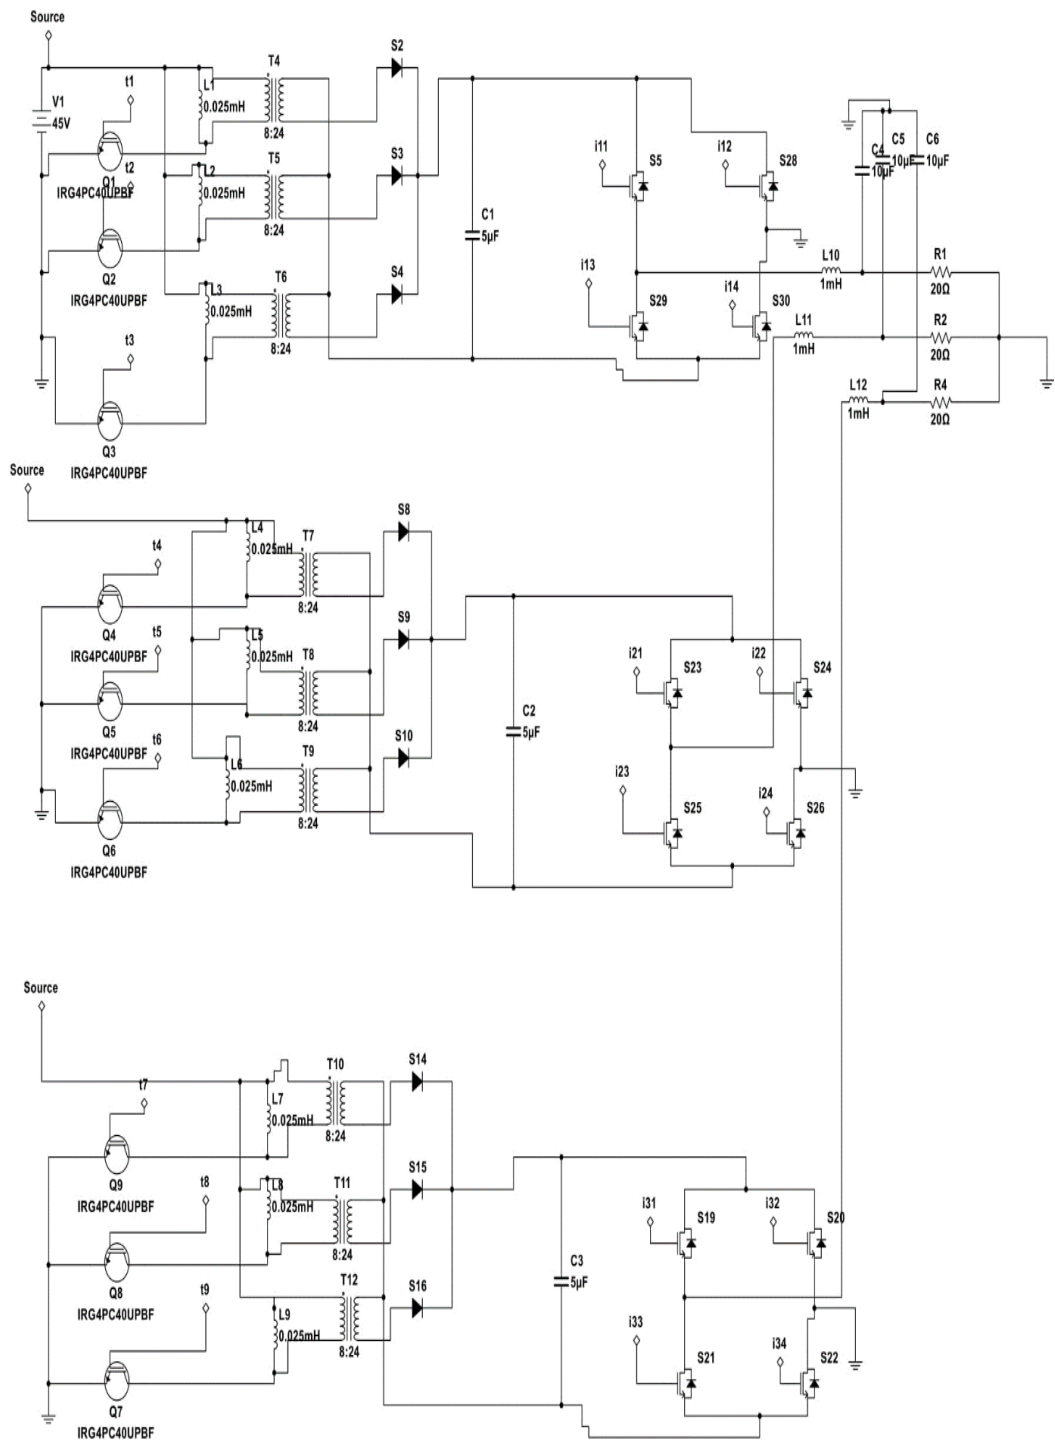 Source
V1
45V
t1
Q1
IRG4PC40UPBF
t2
Q2
IRG4PC40UPBF
t3
Q3
IRG4PC40UPBF
L1
0.025mH
L2
0.025mH
L3
0.025mH
T4
8:24
T5
8:24
T6
8:24
S2
S3
S4
C1
5µF
i11
S5
i12
S28
i13
S29
i14
S30
C4
10µF
C5
10µF
C6
10µF
L10
1mH
R1
20Ω
L11
1mH
R2
20Ω
L12
1mH
R4
20Ω
Source
t4
Q4
IRG4PC40UPBF
t5
Q5
IRG4PC40UPBF
t6
Q6
IRG4PC40UPBF
L4
0.025mH
L5
0.025mH
L6
0.025mH
T7
8:24
T8
8:24
T9
8:24
S8
S9
S10
C2
5µF
i21
S23
i22
S24
i23
S25
i24
S26
Source
t7
Q9
IRG4PC40UPBF
t8
Q8
IRG4PC40UPBF
t9
Q7
IRG4PC40UPBF
L7
0.025mH
L8
0.025mH
L9
0.025mH
T10
8:24
T11
8:24
T12
8:24
S14
S15
S16
C3
5µF
i31
S19
i32
S20
i33
S21
i34
S22